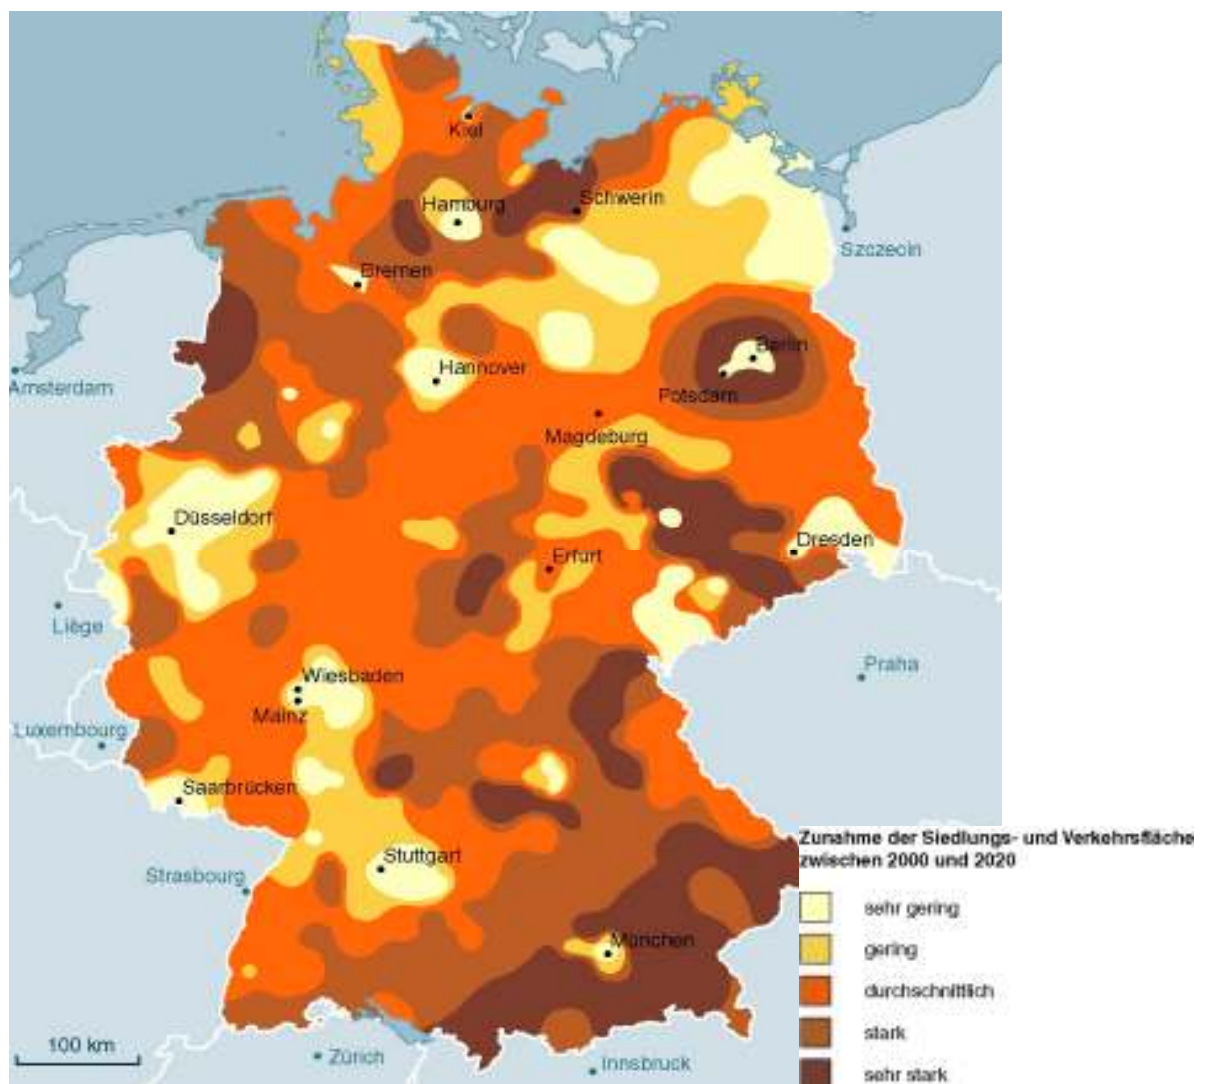 Kiel
Hamburg
Schwerin
Szczecin
Bremen
Hannover
Berlin
Amsterdam
Potsdam
Magdeburg
Düsseldorf
Dresden
Erfurt
Liège
Praha
Wiesbaden
Mainz
Luxembourg
Saarbrücken
Zunahme der Siedlungs- und Verkehrsfläche
zwischen 2000 und 2020
Stuttgart
Strasbourg
sehr gering
München
gering
durchschnittlich
stark
100 km
Zürich
Innsbruck
sehr stark